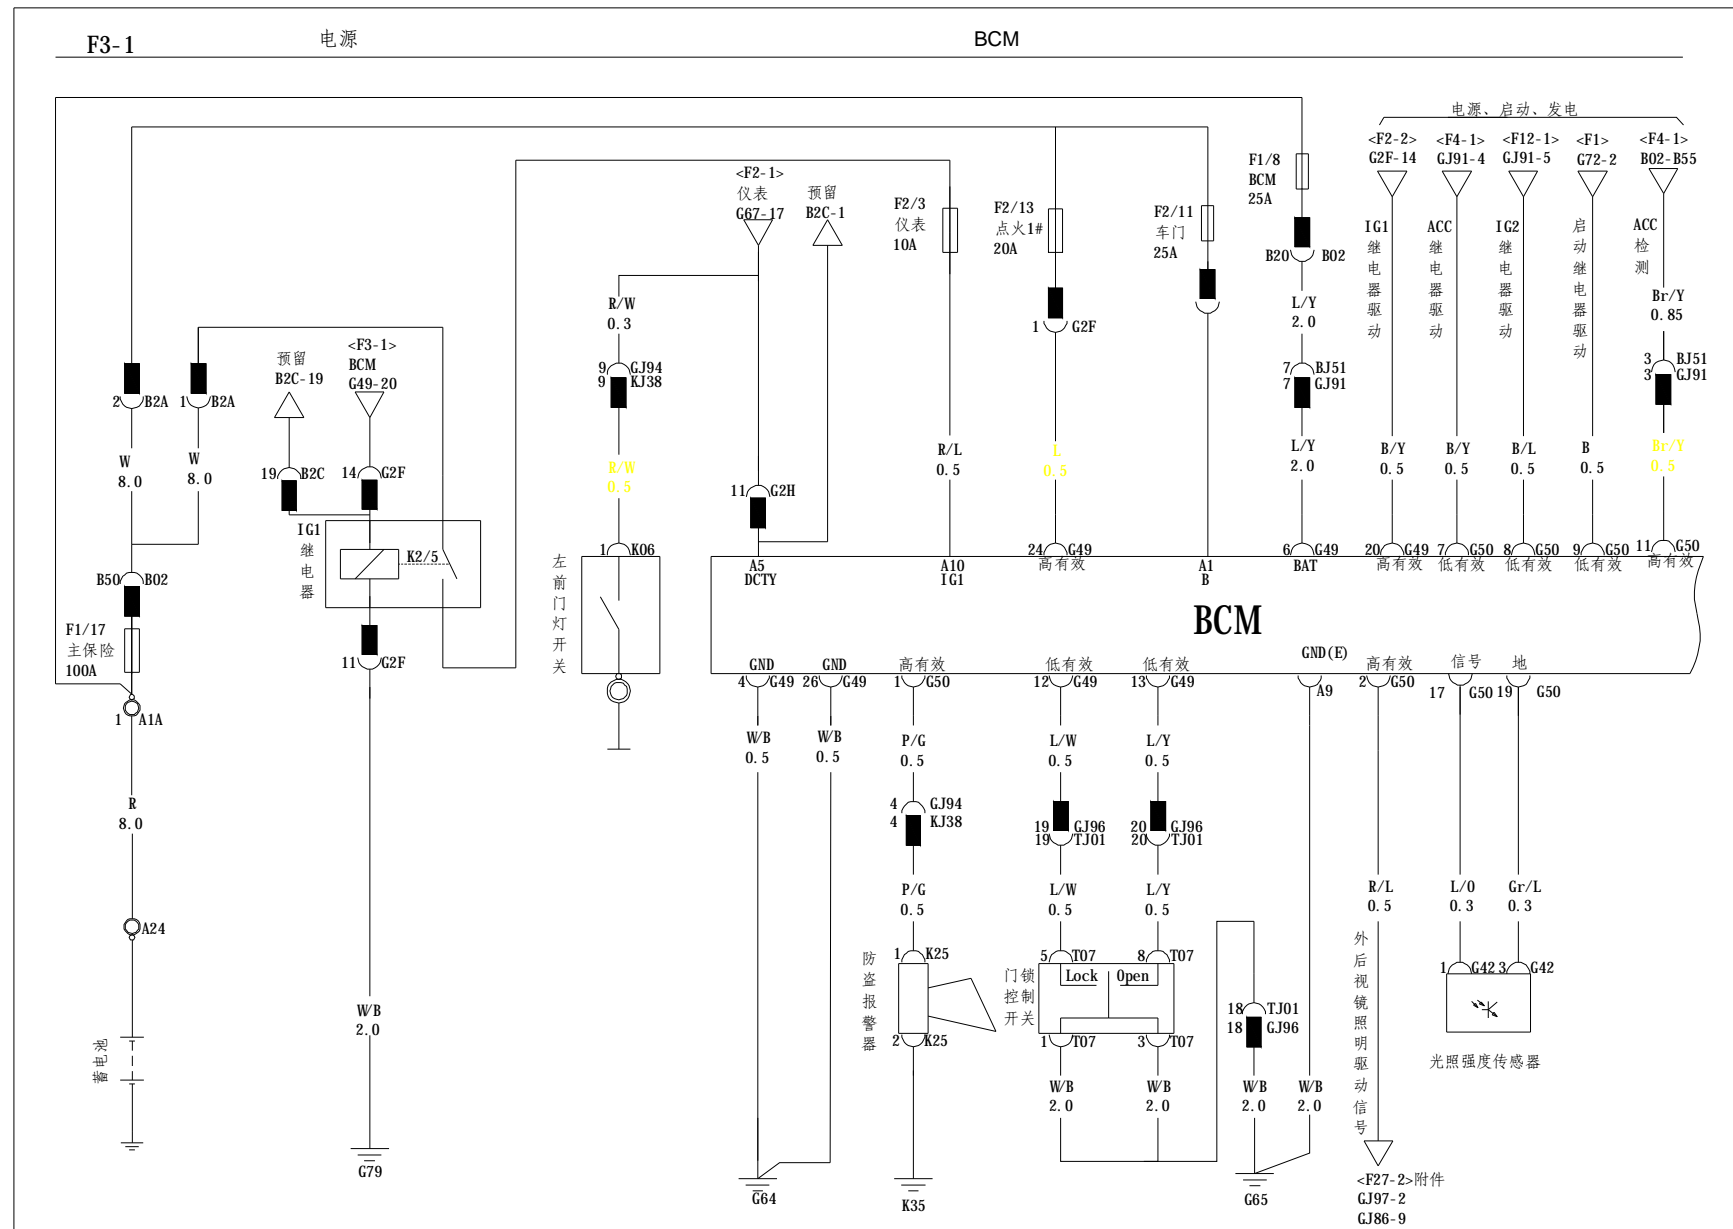 F3-1
电源
BCM
电源、启动、发电
<F2-2>
G2F-14
<F4-1>
GJ91-4
<F12-1>
GJ91-5
<F1>
G72-2
<F4-1>
B02-B55
F1/8
BCM
25A
<F2-1>
仪表
G67-17
预留
B2C-1
F2/3
仪表
10A
F2/13
点火1#
20A
F2/11
车门
25A
B20
B02
IG1
继电器驱动
ACC
继电器驱动
IG2
继电器驱动
启动继电器驱动
ACC
检测
Br/Y
0.85
R/W
0.3
L/Y
2.0
1
G2F
预留
B2C-19
<F3-1>
BCM
G49-20
9
GJ94
9
KJ38
7
BJ51
7
GJ91
3
BJ51
3
GJ91
2
B2A
1
B2A
W
8.0
W
8.0
19
B2C
14
G2F
R/W
0.5
11
G2H
R/L
0.5
L
0.5
L/Y
2.0
B/Y
0.5
B/Y
0.5
B/L
0.5
B
0.5
Br/Y
0.5
IG1
继电器
K2/5
B50
B02
F1/17
主保险
100A
11
G2F
左前门灯开关
1
K06
A5
DCTY
A10
IG1
24
G49
高有效
A1
B
6
G49
BAT
20
G49
高有效
7
G50
低有效
8
G50
低有效
9
G50
低有效
11
G50
高有效
BCM
GND
4
G49
GND
26
G49
高有效
1
G50
低有效
12
G49
低有效
13
G49
GND(E)
A9
高有效
2
G50
信号
17
G50
地
19
G50
1
A1A
W/B
0.5
W/B
0.5
P/G
0.5
L/W
0.5
L/Y
0.5
R
8.0
4
GJ94
4
KJ38
19
GJ96
19
TJ01
20
GJ96
20
TJ01
P/G
0.5
L/W
0.5
L/Y
0.5
R/L
0.5
L/O
0.3
Gr/L
0.3
A24
防盗报警器
1
K25
2
K25
门锁
控制
开关
5
T07
8
T07
Lock
Open
1
T07
3
T07
18
TJ01
18
GJ96
外后视镜照明驱动信号
1
G42
3
G42
光照强度传感器
W/B
2.0
蓄电池
W/B
2.0
W/B
2.0
W/B
2.0
W/B
2.0
G79
G64
K35
G65
<F27-2>附件
GJ97-2
GJ86-9